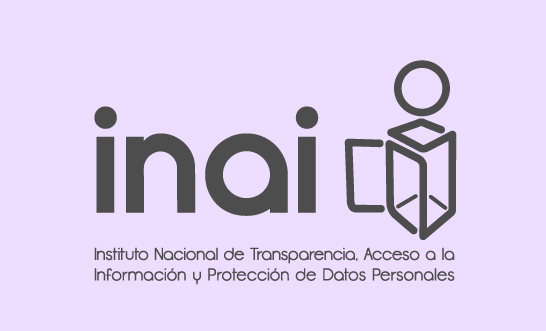 inai
Instituto Nacional de Transparencia, Acceso a la
Información y Protección de Datos Personales